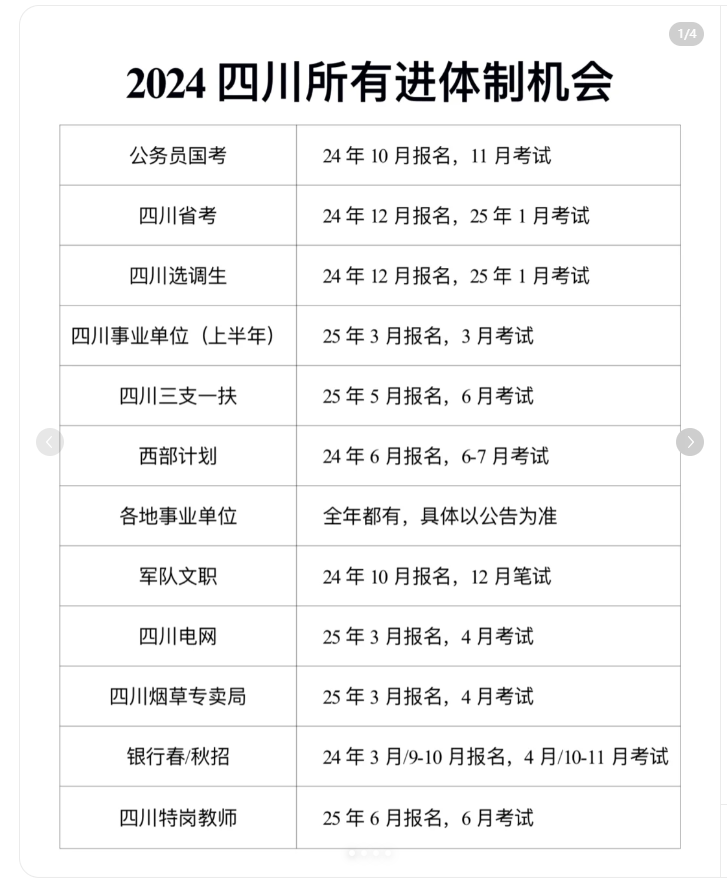 1/4
2024 四川所有进体制机会
公务员国考 24 年 10 月报名，11 月考试
四川省考 24 年 12 月报名，25 年 1 月考试
四川选调生 24 年 12 月报名，25 年 1 月考试
四川事业单位（上半年） 25 年 3 月报名，3 月考试
四川三支一扶 25 年 5 月报名，6 月考试
西部计划 24 年 6 月报名，6-7 月考试
各地事业单位 全年都有，具体以公告为准
军队文职 24 年 10 月报名，12 月笔试
四川电网 25 年 3 月报名，4 月考试
四川烟草专卖局 25 年 3 月报名，4 月考试
银行春/秋招 24 年 3 月/9-10 月报名，4 月/10-11 月考试
四川特岗教师 25 年 6 月报名，6 月考试